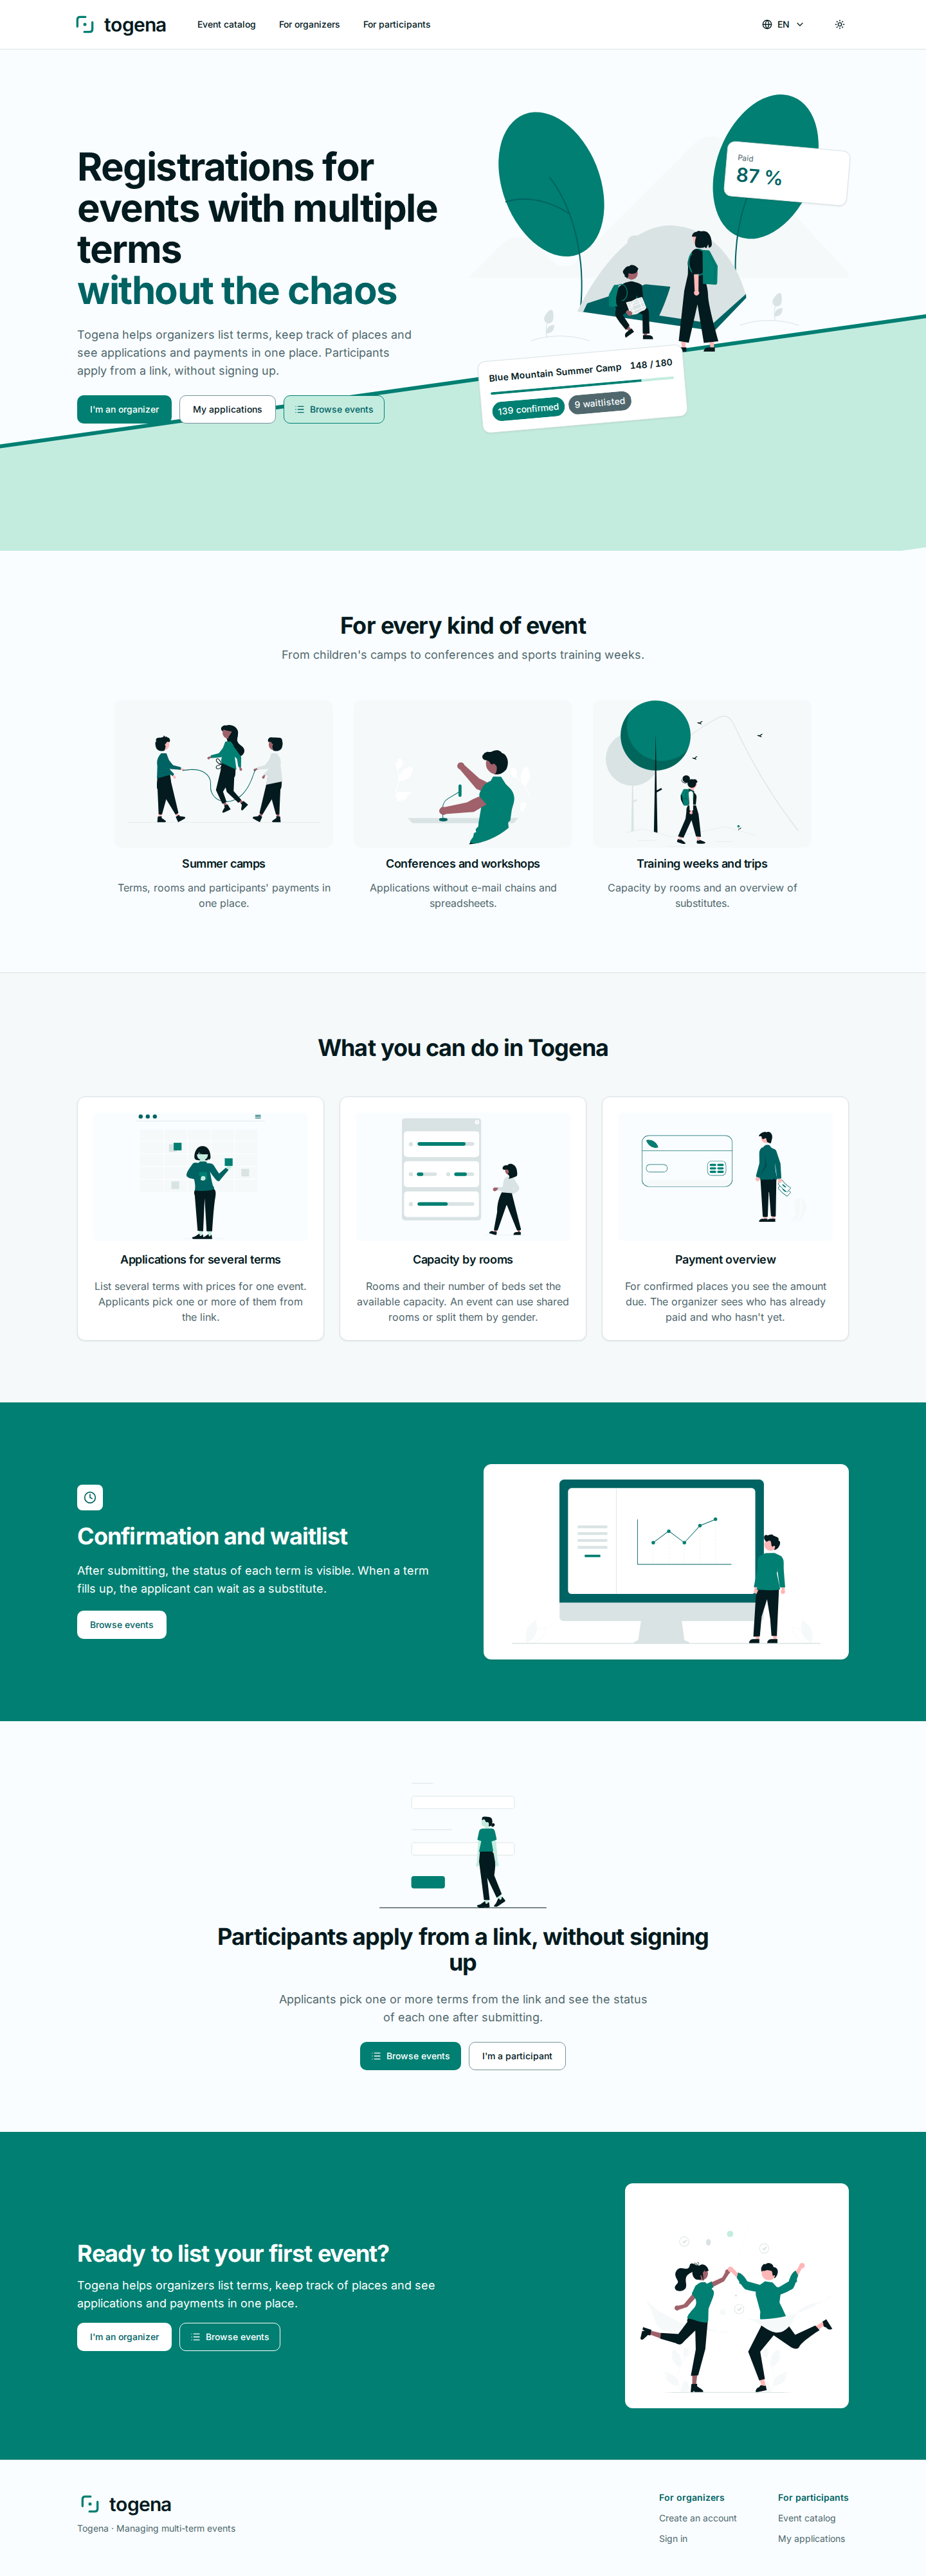 togena
Event catalog
For organizers
For participants
EN
Registrations for
events with multiple
terms
without the chaos
Togena helps organizers list terms, keep track of places and
see applications and payments in one place. Participants
apply from a link, without signing up.
I'm an organizer
My applications
Browse events
Paid
87 %
Blue Mountain Summer Camp 148 / 180
139 confirmed
9 waitlisted
For every kind of event
From children's camps to conferences and sports training weeks.
Summer camps
Terms, rooms and participants' payments in
one place.
Conferences and workshops
Applications without e-mail chains and
spreadsheets.
Training weeks and trips
Capacity by rooms and an overview of
substitutes.
What you can do in Togena
Applications for several terms
List several terms with prices for one event.
Applicants pick one or more of them from
the link.
Capacity by rooms
Rooms and their number of beds set the
available capacity. An event can use shared
rooms or split them by gender.
Payment overview
For confirmed places you see the amount
due. The organizer sees who has already
paid and who hasn't yet.
Confirmation and waitlist
After submitting, the status of each term is visible. When a term
fills up, the applicant can wait as a substitute.
Browse events
Participants apply from a link, without signing
up
Applicants pick one or more terms from the link and see the status
of each one after submitting.
Browse events
I'm a participant
Ready to list your first event?
Togena helps organizers list terms, keep track of places and see
applications and payments in one place.
I'm an organizer
Browse events
togena
Togena · Managing multi-term events
For organizers
Create an account
Sign in
For participants
Event catalog
My applications